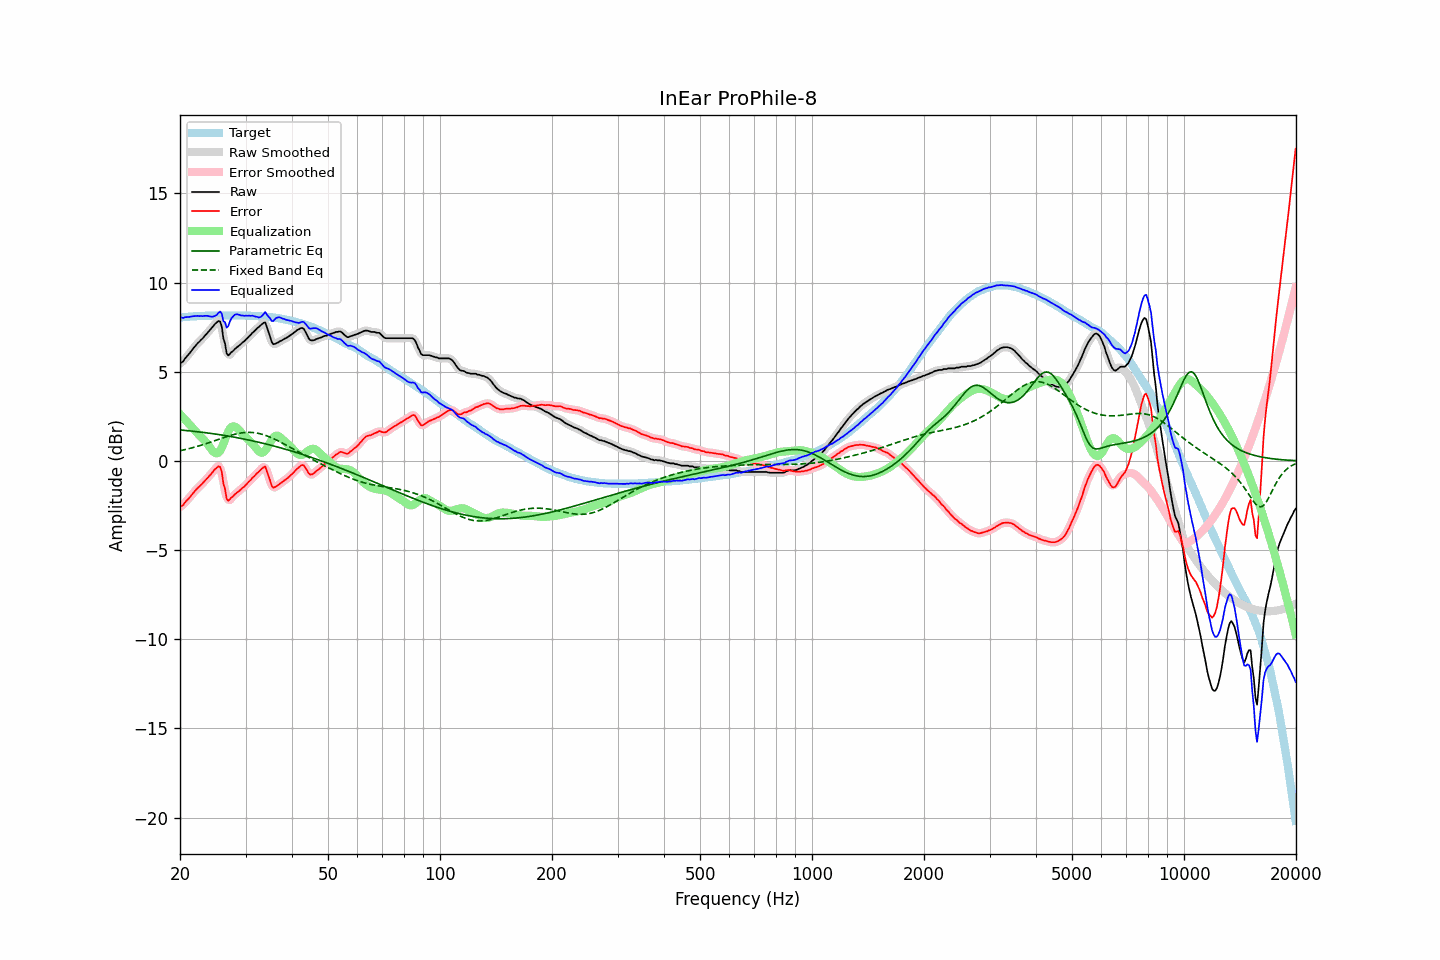 InEar ProPhile-8
Target
Raw Smoothed
Error Smoothed
Raw
Error
Equalization
Parametric Eq
Fixed Band Eq
Equalized
Amplitude (dBr)
15
10
5
0
−5
−10
−15
−20
20
50
100
200
500
1000
2000
5000
10000
20000
Frequency (Hz)